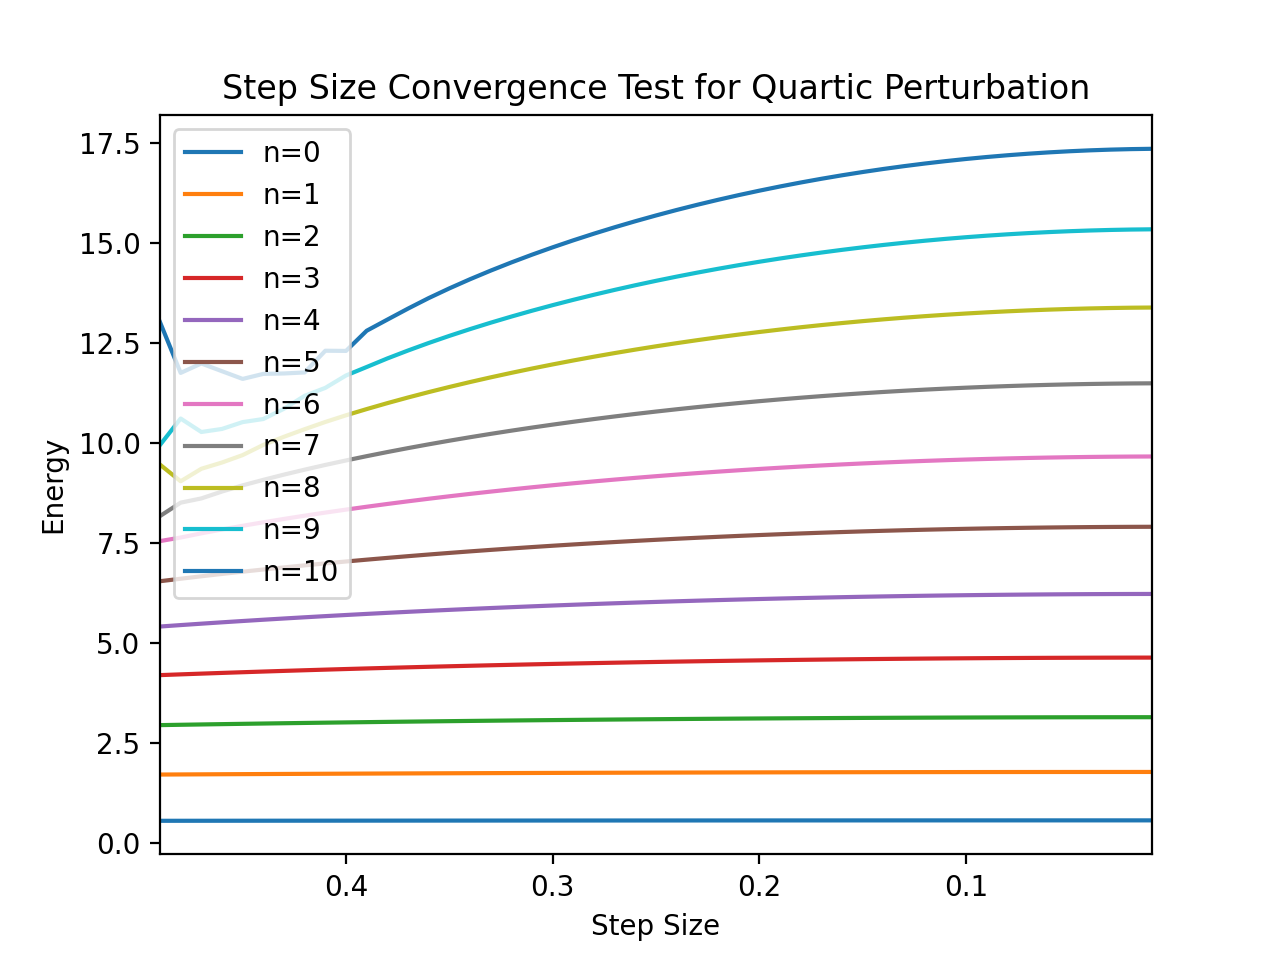 Step Size Convergence Test for Quartic Perturbation
17.5
15.0
12.5
10.0
7.5
5.0
2.5
0.0
Energy
n=0
n=1
n=2
n=3
n=4
n=5
n=6
n=7
n=8
n=9
n=10
0.4 0.3 0.2 0.1
Step Size